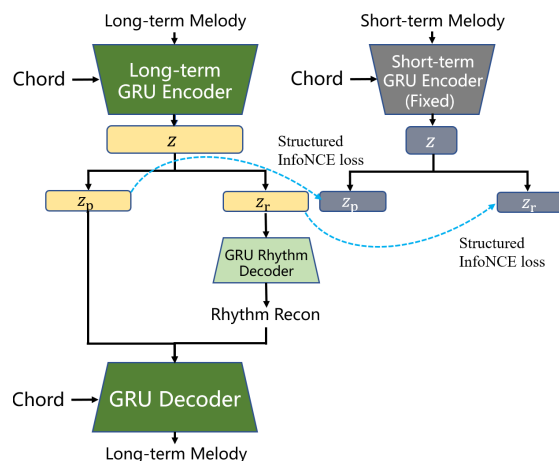 Long-term Melody
Short-term Melody
Chord
Long-term
GRU Encoder
Chord
Short-term
GRU Encoder
(Fixed)
z
z
Structured
InfoNCE loss
zp
zr
zp
zr
Structured
InfoNCE loss
GRU Rhythm
Decoder
Rhythm Recon
Chord
GRU Decoder
Long-term Melody